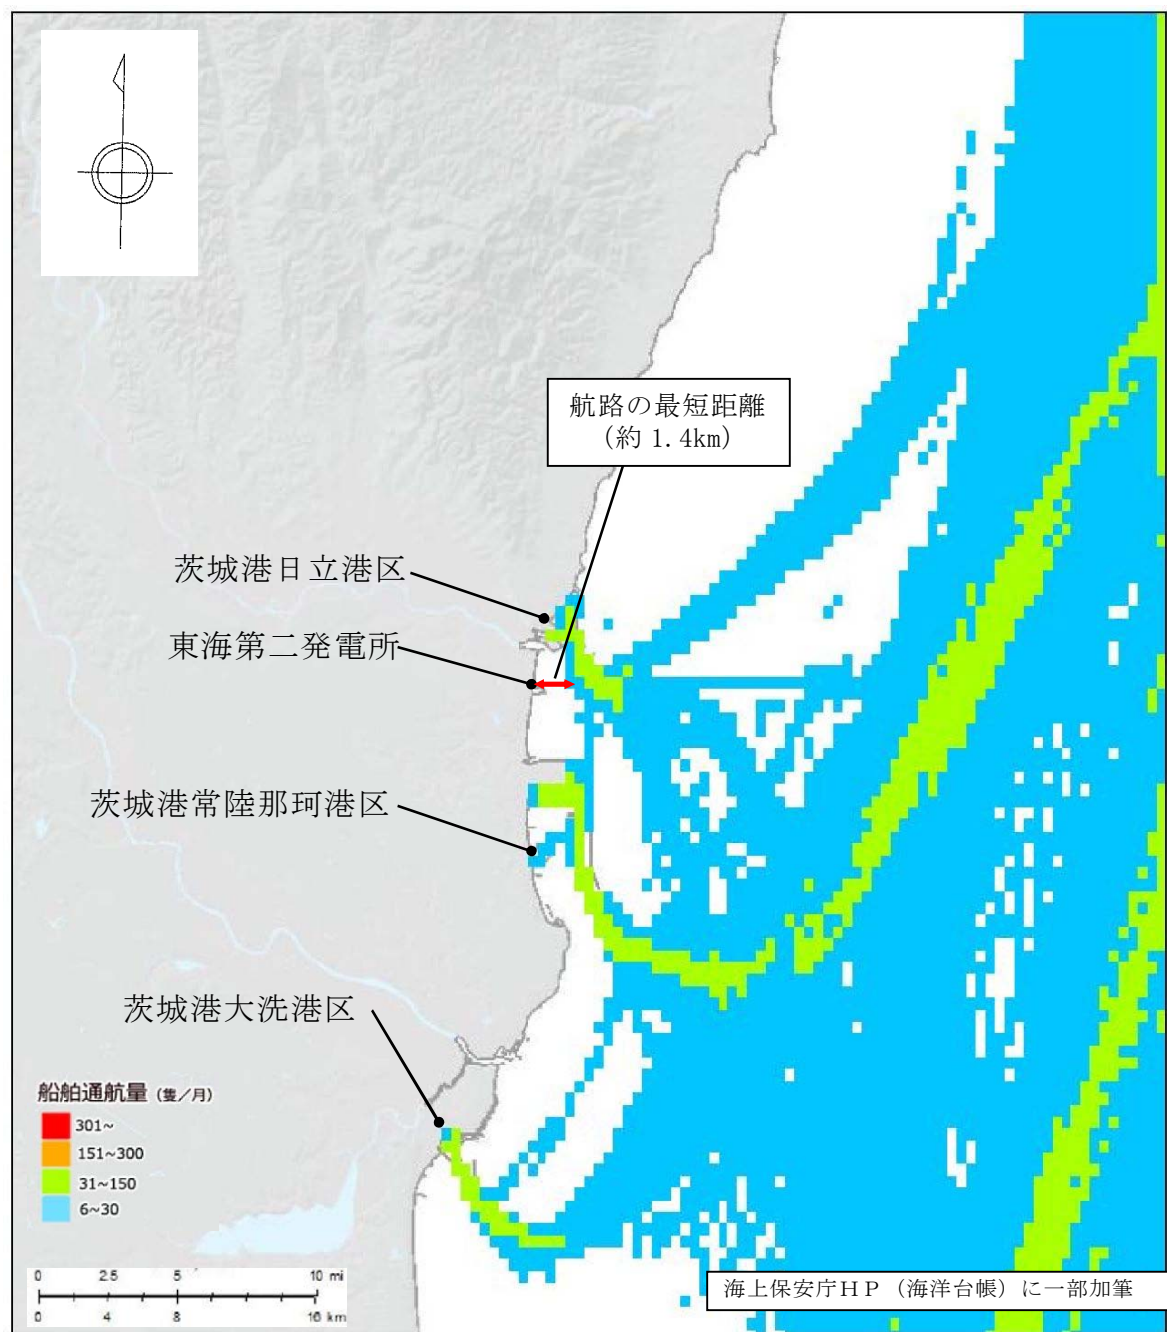 航路の最短距離
(約 1.4km)
茨城港日立港区
東海第二発電所
茨城港常陸那珂港区
茨城港大洗港区
船舶通航量 (隻/月)
301~
151~300
31~150
6~30
0 2.5 5 10 mi
0 4 8 16 km
海上保安庁HP（海洋台帳）に一部加筆